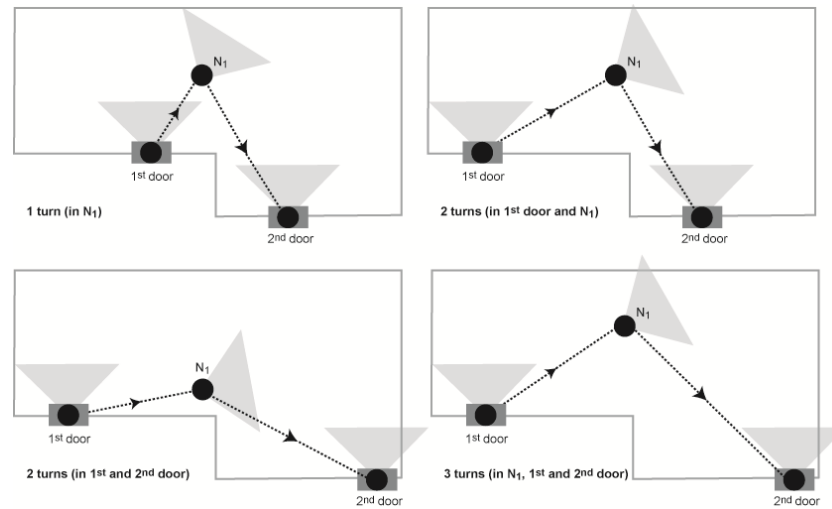 N1
1st door
1 turn (in N1)
2nd door
N1
1st door
2 turns (in 1st door and N1)
2nd door
N1
1st door
2 turns (in 1st and 2nd door)
2nd door
N1
1st door
3 turns (in N1, 1st and 2nd door)
2nd door